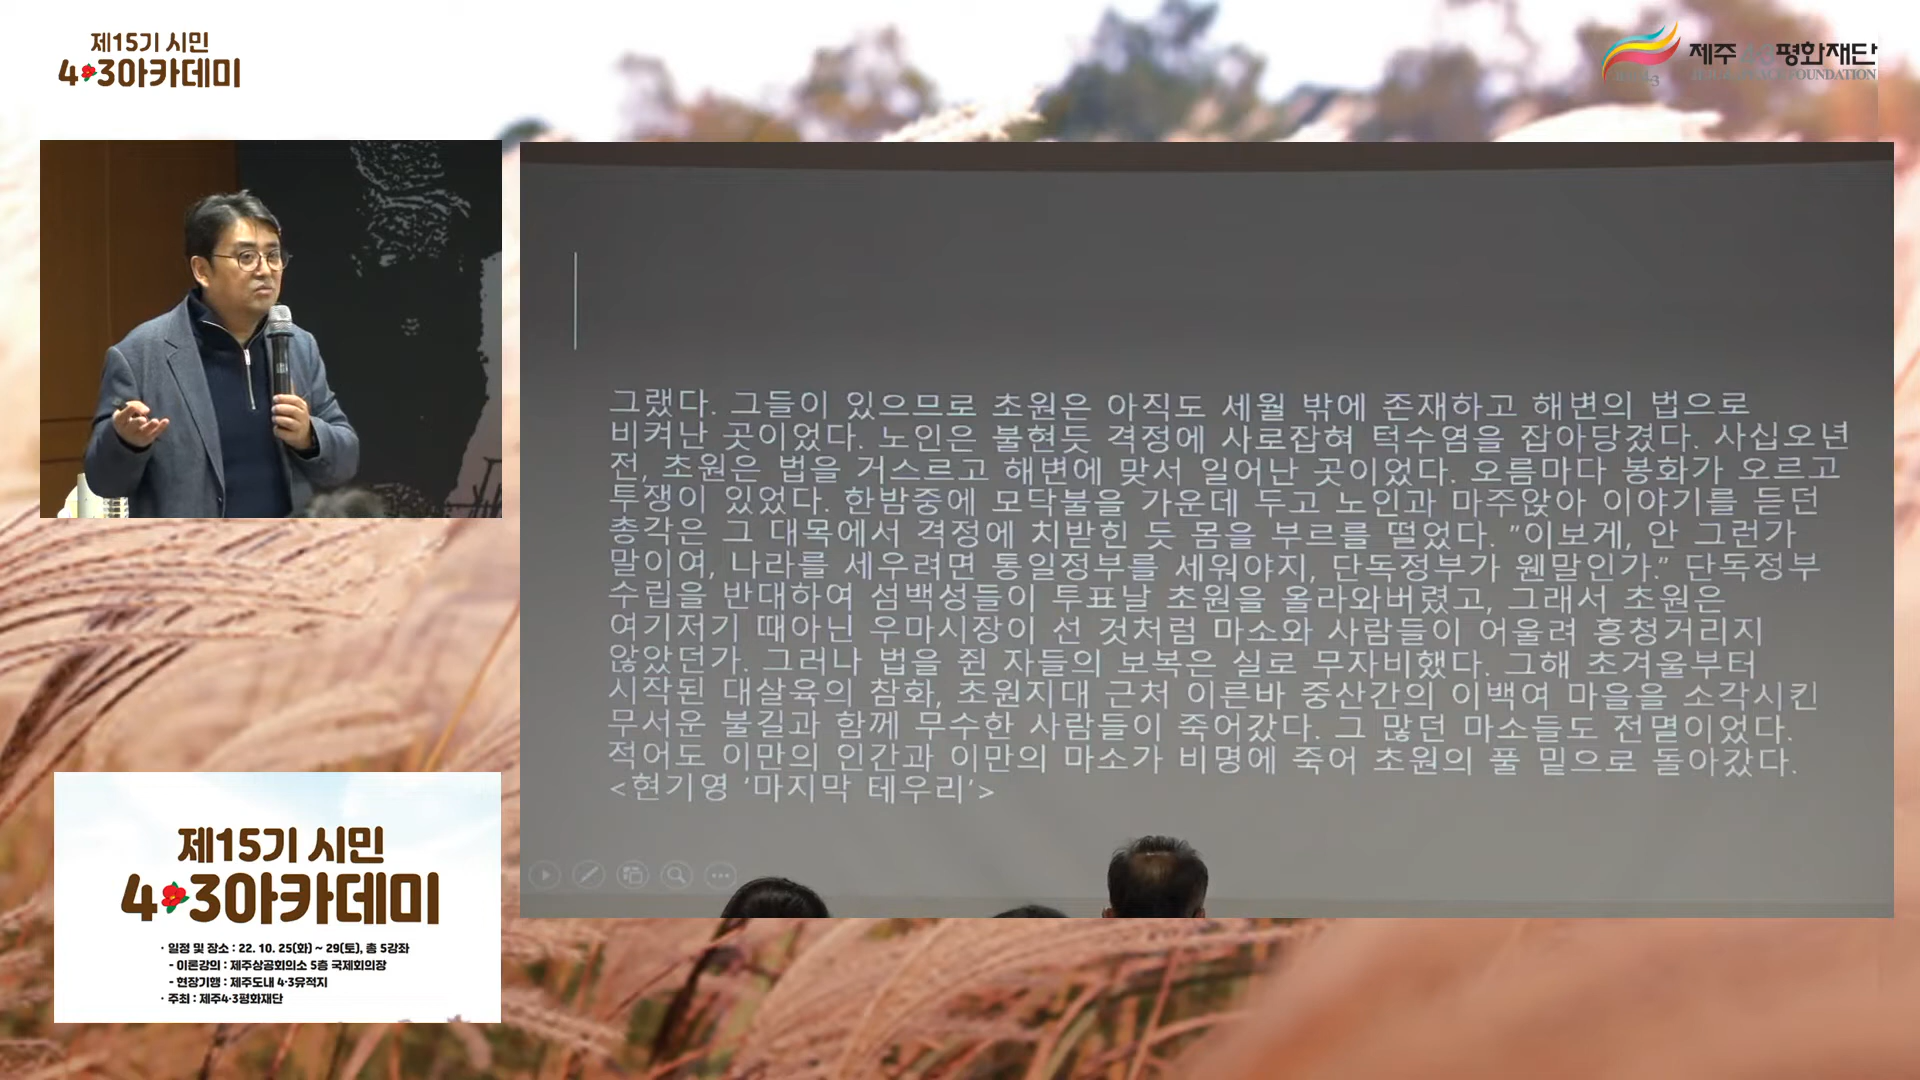 제15기 시민
4·3아카데미
제주4·3평화재단
JEJU 4·3 PEACE FOUNDATION
그랬다. 그들이 있으므로 초원은 아직도 세월 밖에 존재하고 해변의 법으로
비켜난 곳이었다. 노인은 불현듯 격정에 사로잡혀 턱수염을 잡아당겼다. 사십오년
전, 초원은 법을 거스르고 해변에 맞서 일어난 곳이었다. 오름마다 봉화가 오르고
투쟁이 있었다. 한밤중에 모닥불을 가운데 두고 노인과 마주앉아 이야기를 듣던
총각은 그 대목에서 격정에 치받힌 듯 몸을 부르를 떨었다. "이보게, 안 그런가
말이여, 나라를 세우려면 통일정부를 세워야지, 단독정부가 웬말인가." 단독정부
수립을 반대하여 섬백성들이 투표날 초원을 올라와버렸고, 그래서 초원은
여기저기 때아닌 우마시장이 선 것처럼 마소와 사람들이 어울려 흥청거리지
않았던가. 그러나 법을 쥔 자들의 보복은 실로 무자비했다. 그해 초겨울부터
시작된 대살육의 참화, 초원지대 근처 이른바 중산간의 이백여 마을을 소각시킨
무서운 불길과 함께 무수한 사람들이 죽어갔다. 그 많던 마소들도 전멸이었다.
적어도 이만의 인간과 이만의 마소가 비명에 죽어 초원의 풀 밑으로 돌아갔다.
<현기영 '마지막 테우리'>
제15기 시민
4·3아카데미
· 일정 및 장소 : 22. 10. 25(화) ~ 29(토), 총 5강좌
- 이론강의 : 제주상공회의소 5층 국제회의장
- 현장기행 : 제주도내 4·3유적지
· 주최 : 제주4·3평화재단